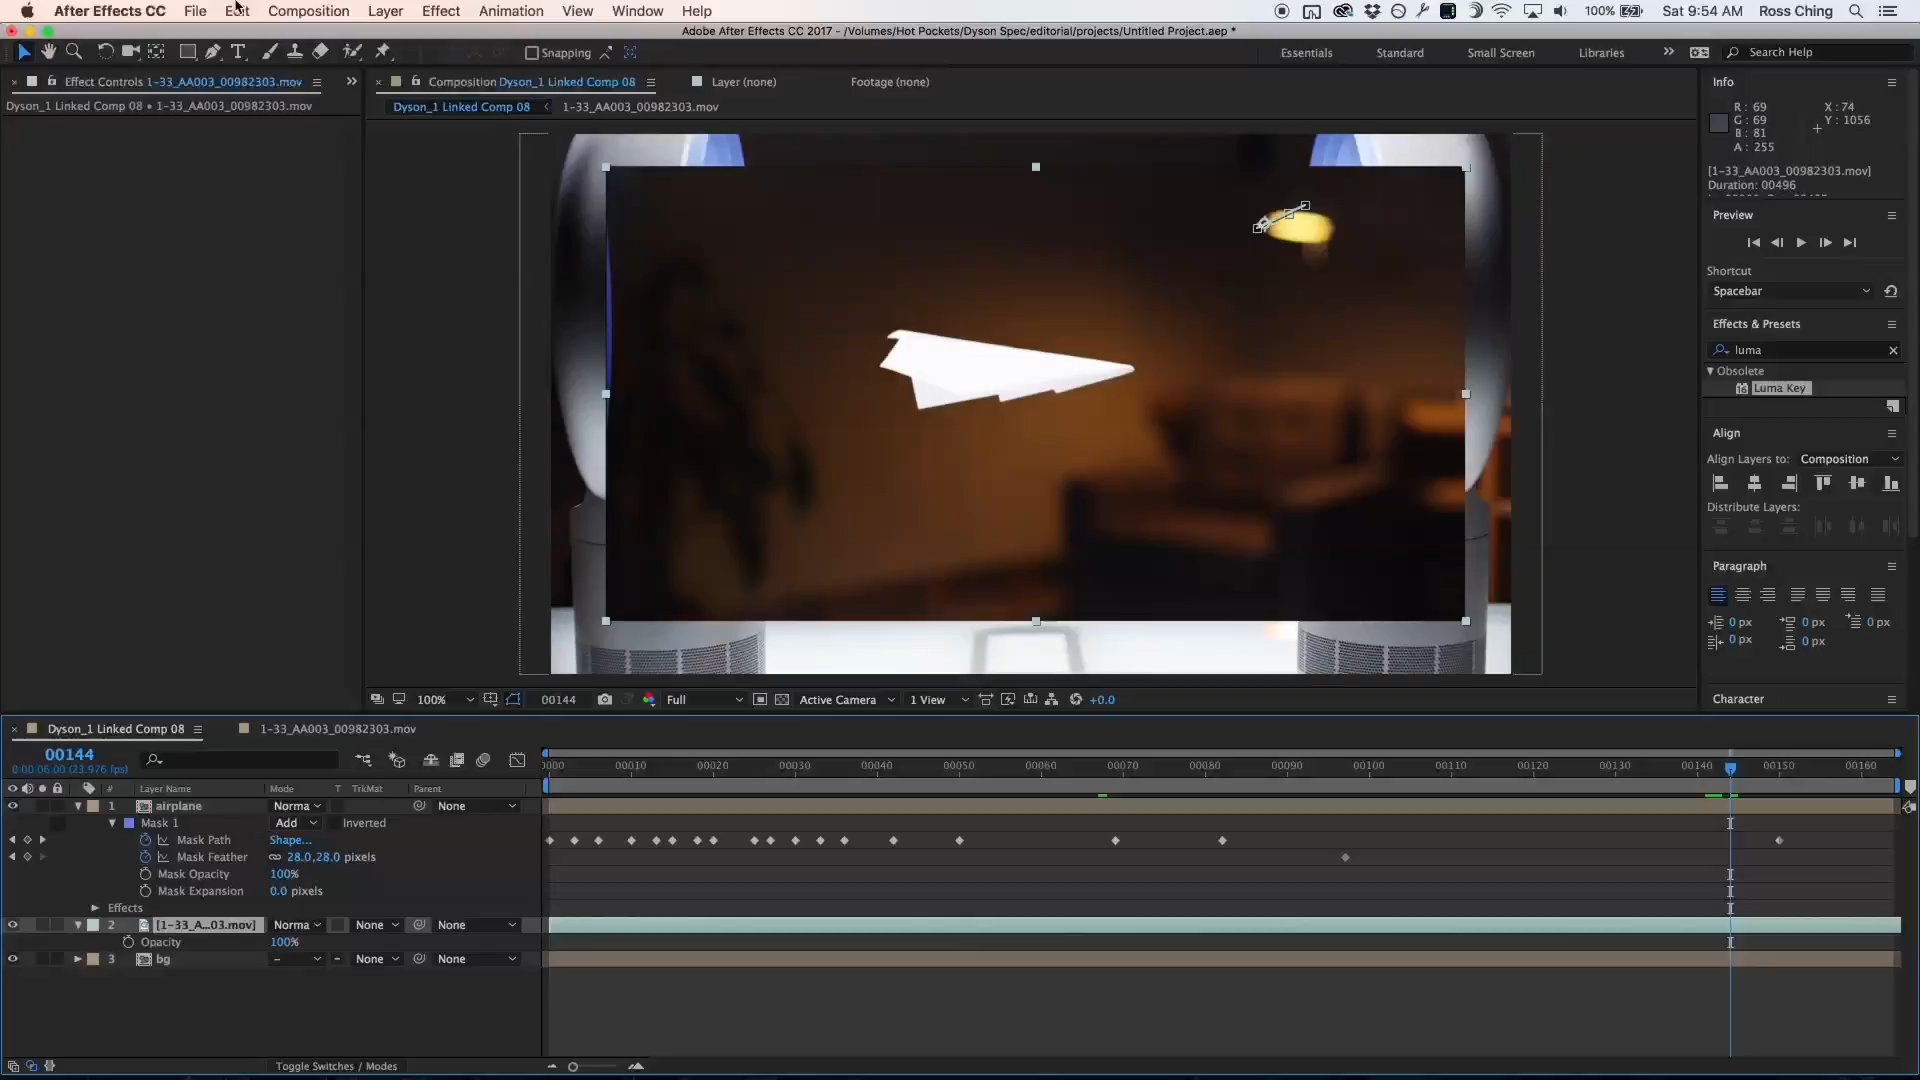 After Effects CC File Edit Composition Layer Effect Animation View Window Help 100% Sat 9:54 AM Ross Ching
Adobe After Effects CC 2017 - /Volumes/Hot Pockets/Dyson Spec/editorial/projects/Untitled Project.aep *
Snapping Essentials Standard Small Screen Libraries Search Help
Effect Controls 1-33_AA003_00982303.mov Composition Dyson_1 Linked Comp 08 Layer (none) Footage (none) Info
Dyson_1 Linked Comp 08 • 1-33_AA003_00982303.mov Dyson_1 Linked Comp 08 1-33_AA003_00982303.mov
R: 69 X: 74
G: 69 Y: 1056
B: 81
A: 255
[1-33_AA003_00982303.mov]
Duration: 00496
Preview
Shortcut
Spacebar
Effects & Presets
luma
Obsolete
Luma Key
Align
Align Layers to: Composition
Distribute Layers:
Paragraph
0 px 0 px 0 px
0 px 0 px
100% 00144 Full Active Camera 1 View +0.0 Character
Dyson_1 Linked Comp 08 1-33_AA003_00982303.mov
00144
0:00:06:00 (23.976 fps)
0000 00010 00020 00030 00040 00050 00060 00070 00080 00090 00100 00110 00120 00130 00140 00150 00160
# Layer Name Mode T TrkMat Parent
1 airplane Norma None
Mask 1 Add Inverted
Mask Path Shape...
Mask Feather 28.0,28.0 pixels
Mask Opacity 100%
Mask Expansion 0.0 pixels
Effects
2 [1-33_A...03.mov] Norma None None
Opacity 100%
3 bg - None None
Toggle Switches / Modes